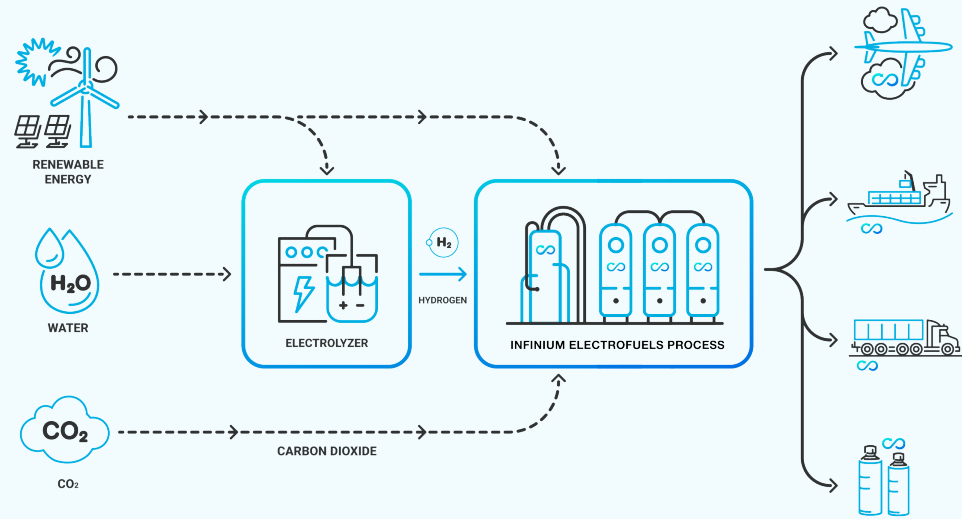 RENEWABLE
ENERGY
H₂O
WATER
CO₂
CO₂
ELECTROLYZER
H₂
HYDROGEN
CARBON DIOXIDE
INFINIUM ELECTROFUELS PROCESS